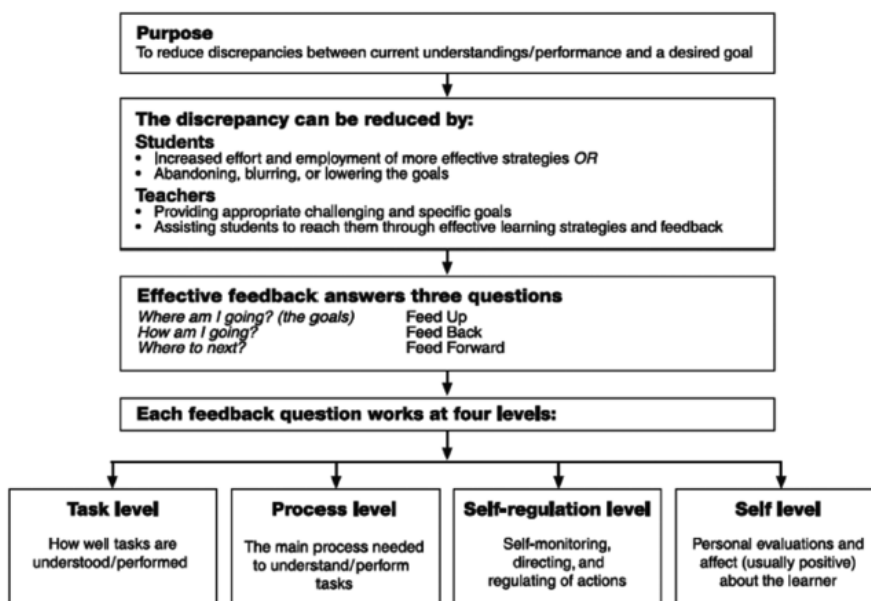 Purpose
To reduce discrepancies between current understandings/performance and a desired goal
The discrepancy can be reduced by:
Students
• Increased effort and employment of more effective strategies OR
• Abandoning, blurring, or lowering the goals
Teachers
• Providing appropriate challenging and specific goals
• Assisting students to reach them through effective learning strategies and feedback
Effective feedback answers three questions
Where am I going? (the goals) Feed Up
How am I going? Feed Back
Where to next? Feed Forward
Each feedback question works at four levels:
Task level
How well tasks are
understood/performed
Process level
The main process needed
to understand/perform
tasks
Self-regulation level
Self-monitoring,
directing, and
regulating of actions
Self level
Personal evaluations and
affect (usually positive)
about the learner